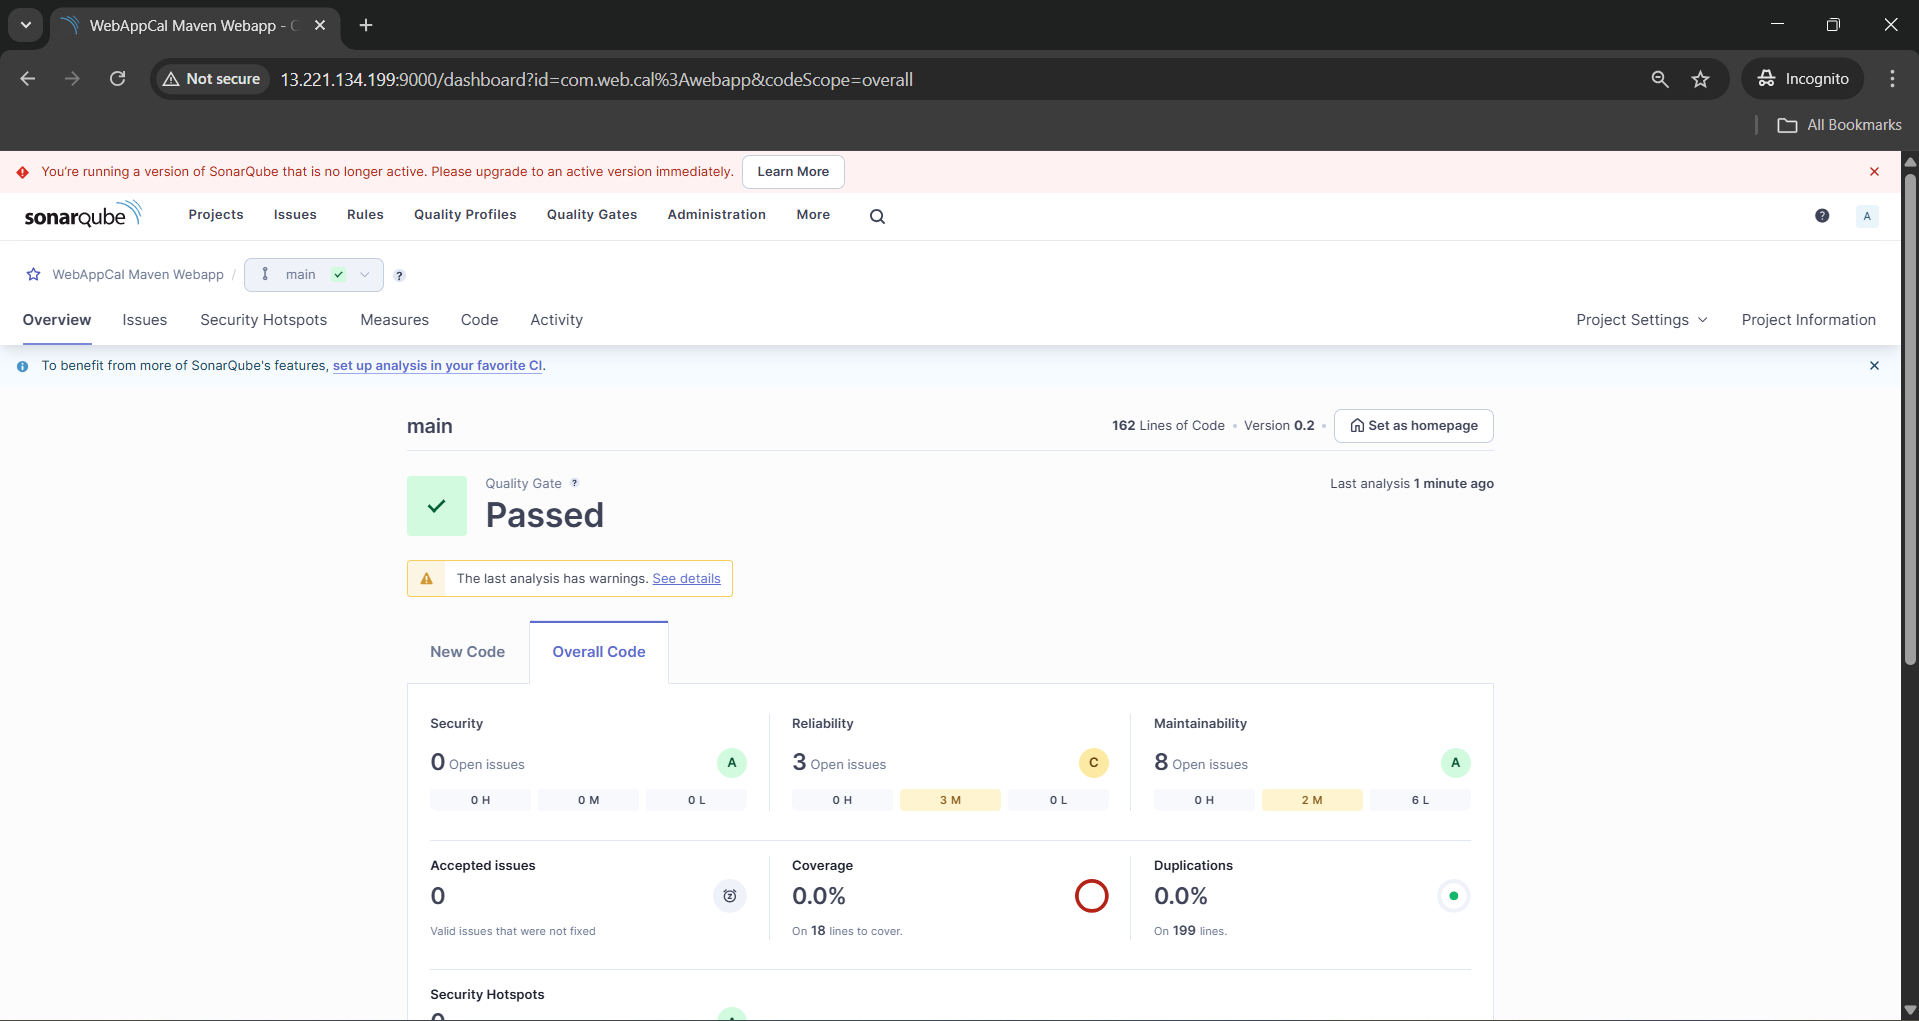 WebAppCal Maven Webapp -
Not secure 13.221.134.199:9000/dashboard?id=com.web.cal%3Awebapp&codeScope=overall Incognito
All Bookmarks
You're running a version of SonarQube that is no longer active. Please upgrade to an active version immediately. Learn More
sonarqube Projects Issues Rules Quality Profiles Quality Gates Administration More ? A
WebAppCal Maven Webapp / main ?
Overview Issues Security Hotspots Measures Code Activity Project Settings Project Information
To benefit from more of SonarQube's features, set up analysis in your favorite CI.
main 162 Lines of Code • Version 0.2 • Set as homepage
Quality Gate ? Last analysis 1 minute ago
Passed
The last analysis has warnings. See details
New Code Overall Code
Security Reliability Maintainability
0 Open issues A 3 Open issues C 8 Open issues A
0 H 0 M 0 L 0 H 3 M 0 L 0 H 2 M 6 L
Accepted issues Coverage Duplications
0 0.0% 0.0%
Valid issues that were not fixed On 18 lines to cover. On 199 lines.
Security Hotspots